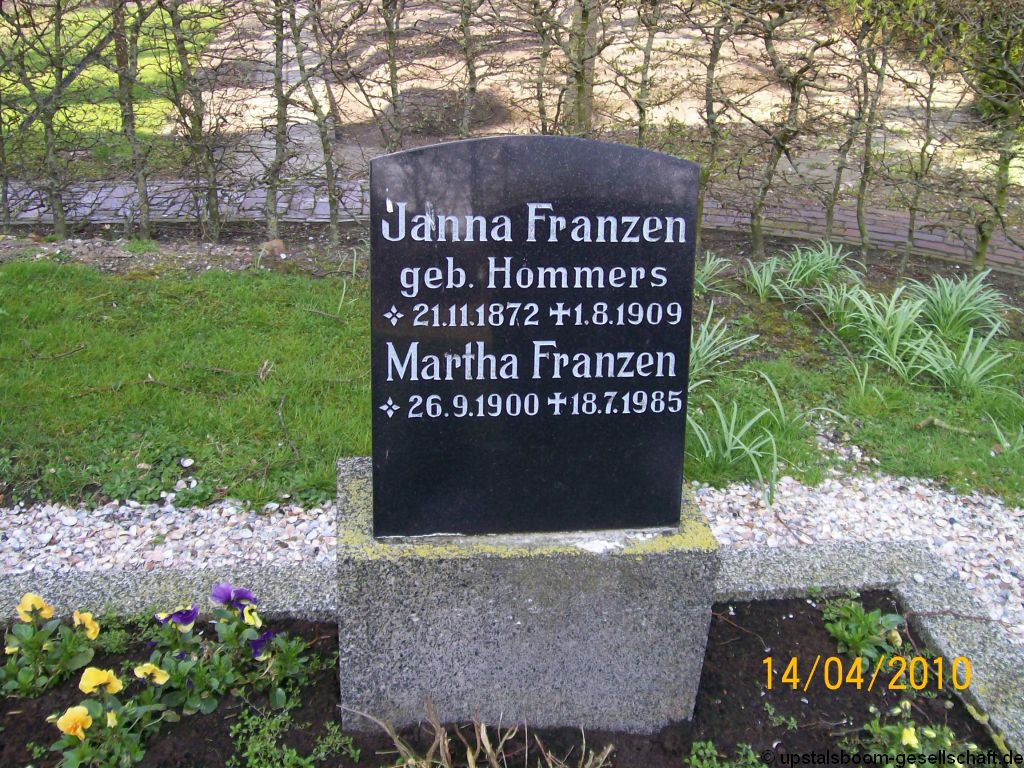 Janna Franzen
geb. Hommers
21.11.1872 ✝1.8.1909
Martha Franzen
26.9.1900 ✝18.7.1985
14/04/2010
© upstalsboom-gesellschaft.de